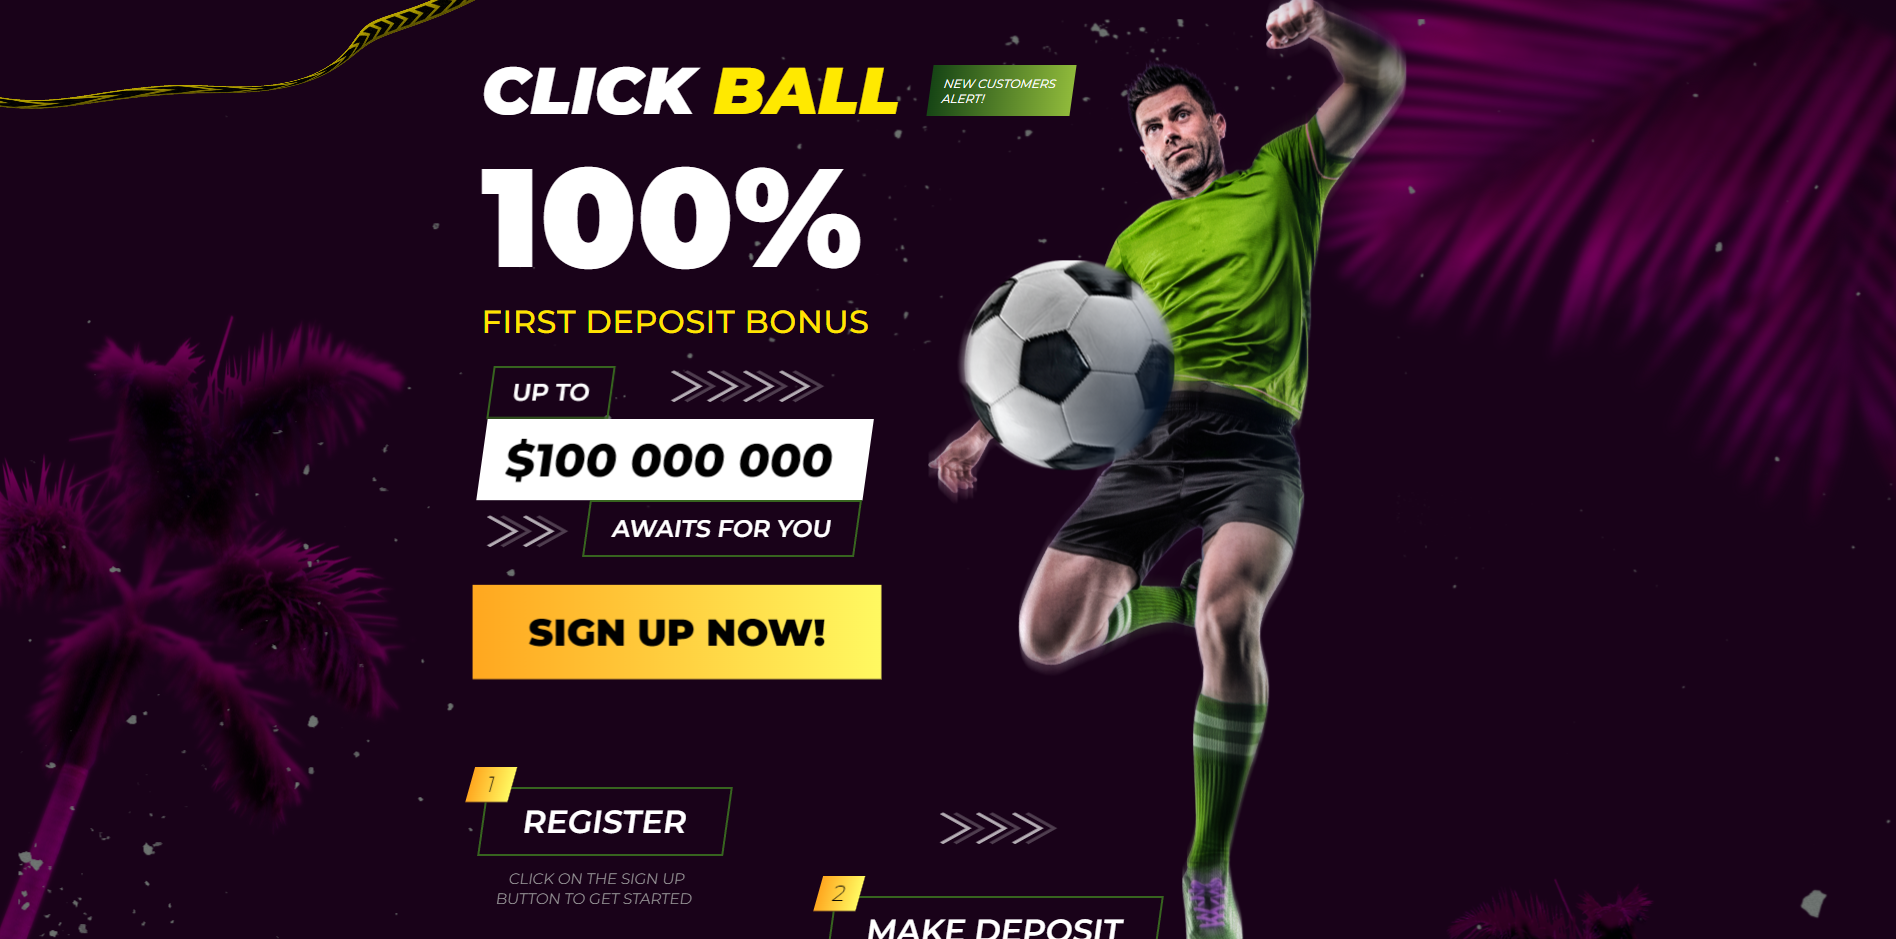 CLICK BALL
NEW CUSTOMERS
ALERT!
100%
FIRST DEPOSIT BONUS
UP TO
$100 000 000
AWAITS FOR YOU
SIGN UP NOW!
1
REGISTER
CLICK ON THE SIGN UP
BUTTON TO GET STARTED
2
MAKE DEPOSIT